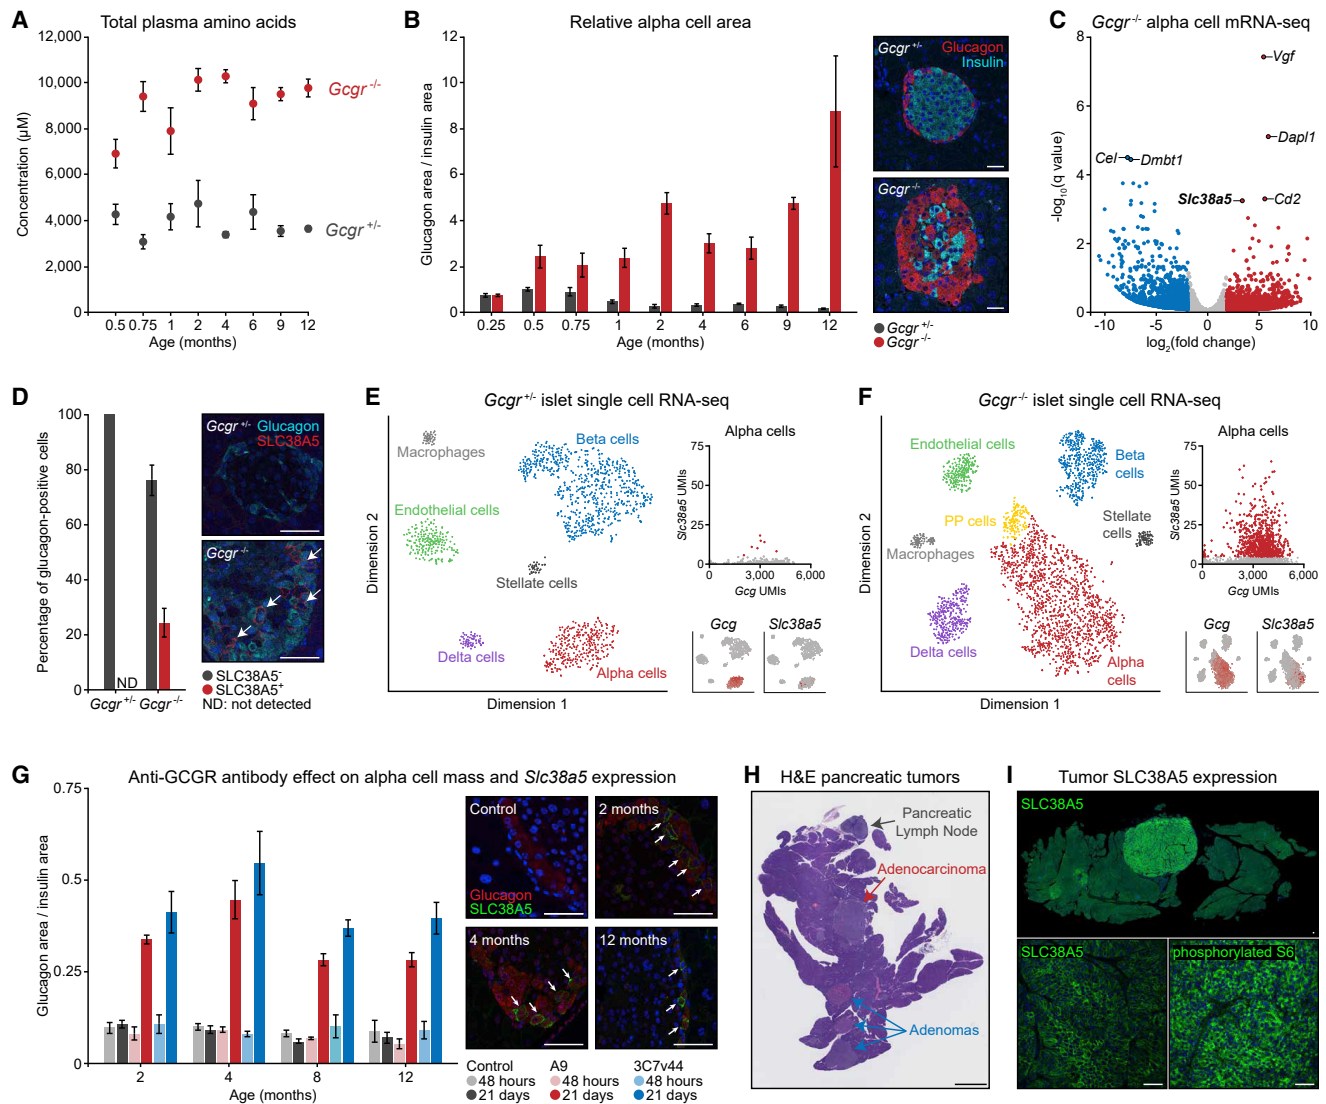 A Total plasma amino acids
12,000
10,000
8,000
6,000
4,000
2,000
0
Concentration (µM)
Gcgr -/-
Gcgr +/-
0.5 0.75 1 2 4 6 9 12
Age (months)
B Relative alpha cell area
12
10
8
6
4
2
0
Glucagon area / insulin area
0.25 0.5 0.75 1 2 4 6 9 12
Age (months)
Gcgr +/- Glucagon
Insulin
Gcgr -/-
Gcgr +/-
Gcgr -/-
C Gcgr -/- alpha cell mRNA-seq
8
6
4
2
0
-log10(q value)
Vgf
Dapl1
Cel
Dmbt1
Slc38a5
Cd2
-10 -5 0 5 10
log2(fold change)
D
100
80
60
40
20
0
Percentage of glucagon-positive cells
ND
Gcgr +/- Gcgr -/-
Gcgr +/- Glucagon
SLC38A5
Gcgr -/-
SLC38A5-
SLC38A5+
ND: not detected
E Gcgr +/- islet single cell RNA-seq
Dimension 2
Macrophages
Beta cells
Endothelial cells
Stellate cells
Delta cells
Alpha cells
Dimension 1
Alpha cells
75
50
25
0
Slc38a5 UMIs
0 3,000 6,000
Gcg UMIs
Gcg Slc38a5
F Gcgr -/- islet single cell RNA-seq
Dimension 2
Endothelial cells
Beta
cells
PP cells
Stellate
cells
Macrophages
Delta cells
Alpha
cells
Dimension 1
Alpha cells
75
50
25
0
Slc38a5 UMIs
0 3,000 6,000
Gcg UMIs
Gcg Slc38a5
G Anti-GCGR antibody effect on alpha cell mass and Slc38a5 expression
0.75
0.5
0.25
0
Glucagon area / insulin area
2 4 8 12
Age (months)
Control
Glucagon
SLC38A5
2 months
4 months
12 months
Control A9 3C7v44
48 hours 48 hours 48 hours
21 days 21 days 21 days
H H&E pancreatic tumors
Pancreatic
Lymph Node
Adenocarcinoma
Adenomas
I Tumor SLC38A5 expression
SLC38A5
SLC38A5
phosphorylated S6